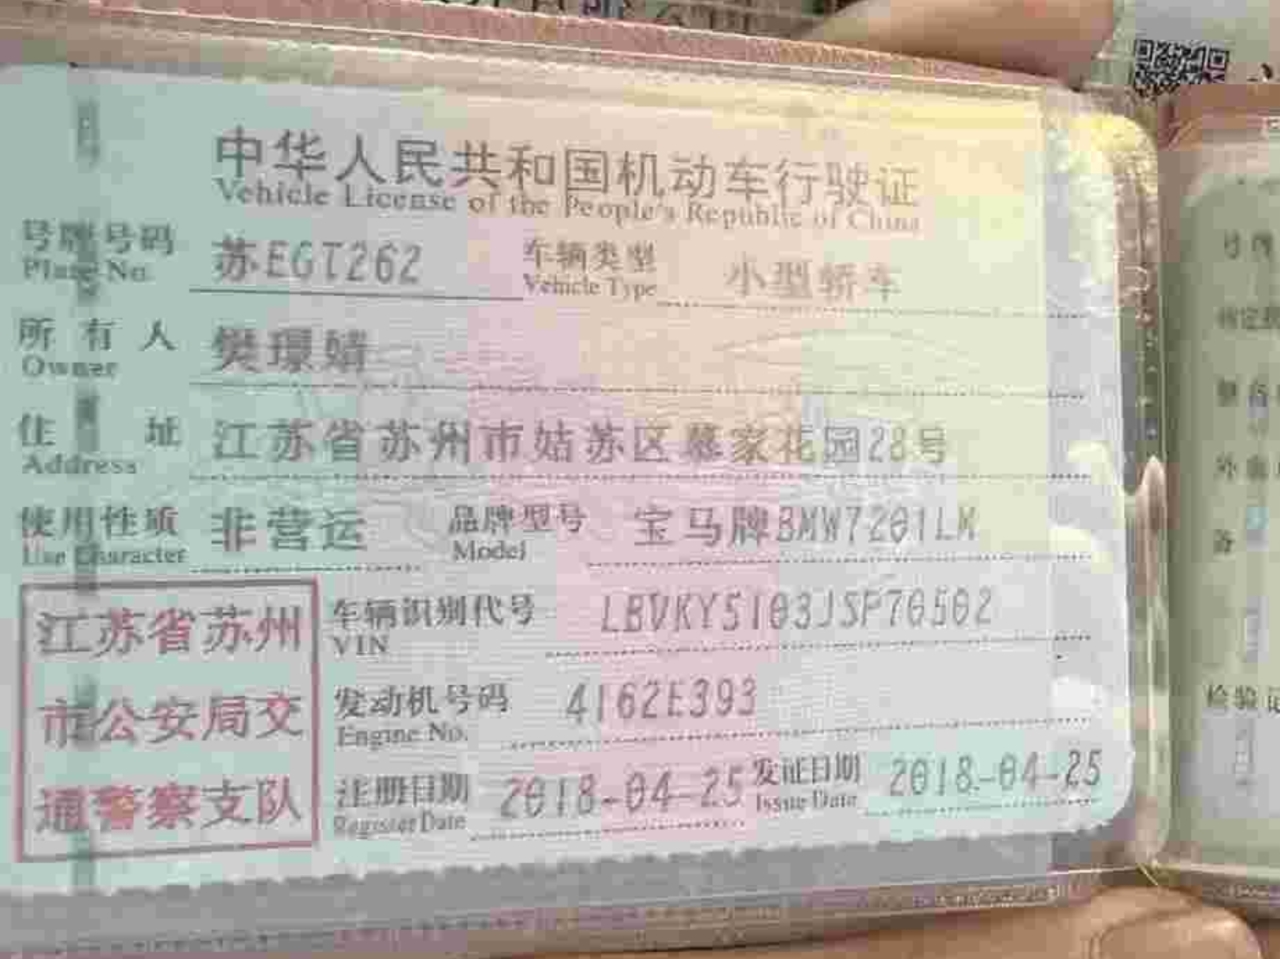 中华人民共和国机动车行驶证
Vehicle License of the People's Republic of China
号牌号码 苏EGT262 车辆类型 小型轿车
Plate No. Vehicle Type
所有人 樊璟婧
Owner
住址 江苏省苏州市姑苏区慕家花园28号
Address
使用性质 非营运 品牌型号 宝马牌BMW7201LM
Use Character Model
江苏省苏州
市公安局交
通警察支队
车辆识别代号 LBVKY5103JSP70502
VIN
发动机号码 4162E393
Engine No.
注册日期 2018-04-25 发证日期 2018-04-25
Register Date Issue Date
检验